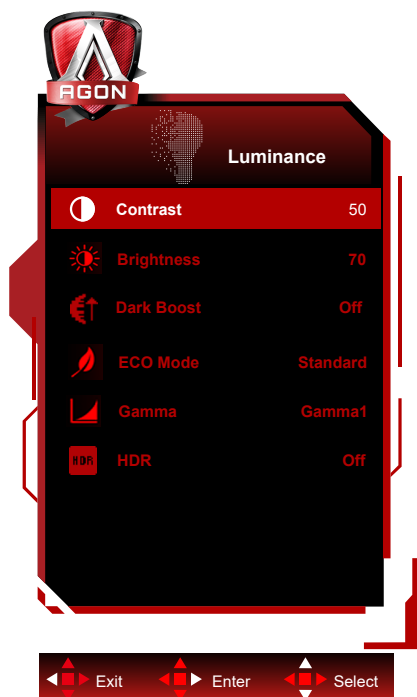 AGON
Luminance
Contrast 50
Brightness 70
Dark Boost Off
ECO Mode Standard
Gamma Gamma1
HDR HDR Off
Exit Enter Select